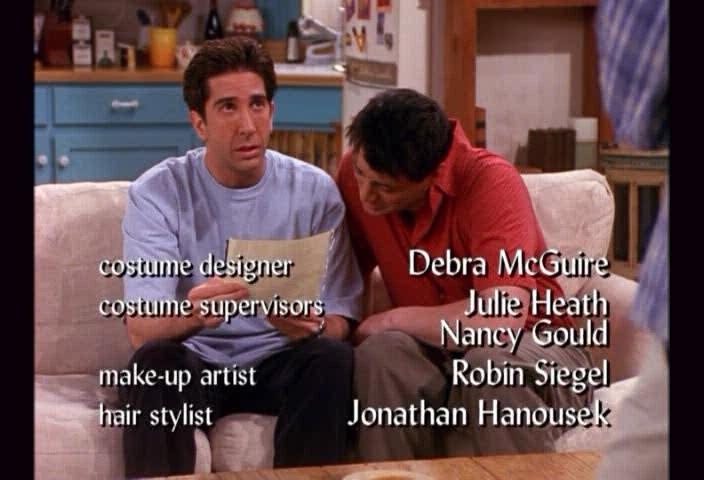 costume designer Debra McGuire
costume supervisors Julie Heath
Nancy Gould
make-up artist Robin Siegel
hair stylist Jonathan Hanousek